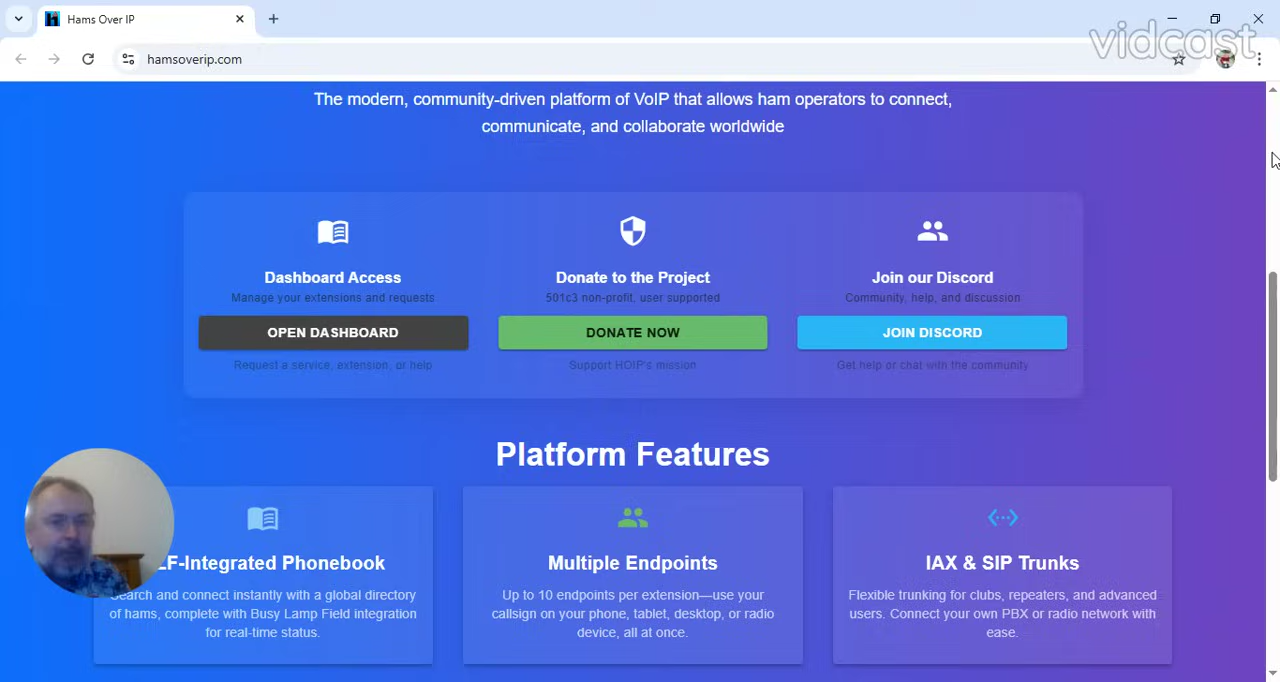 Hams Over IP
vidcast
hamsoverip.com
The modern, community-driven platform of VoIP that allows ham operators to connect,
communicate, and collaborate worldwide
Dashboard Access
Manage your extensions and requests
OPEN DASHBOARD
Request a service, extension, or help
Donate to the Project
501c3 non-profit, user supported
DONATE NOW
Support HOIP's mission
Join our Discord
Community, help, and discussion
JOIN DISCORD
Get help or chat with the community
Platform Features
LF-Integrated Phonebook
Search and connect instantly with a global directory
of hams, complete with Busy Lamp Field integration
for real-time status.
Multiple Endpoints
Up to 10 endpoints per extension—use your
callsign on your phone, tablet, desktop, or radio
device, all at once.
IAX & SIP Trunks
Flexible trunking for clubs, repeaters, and advanced
users. Connect your own PBX or radio network with
ease.